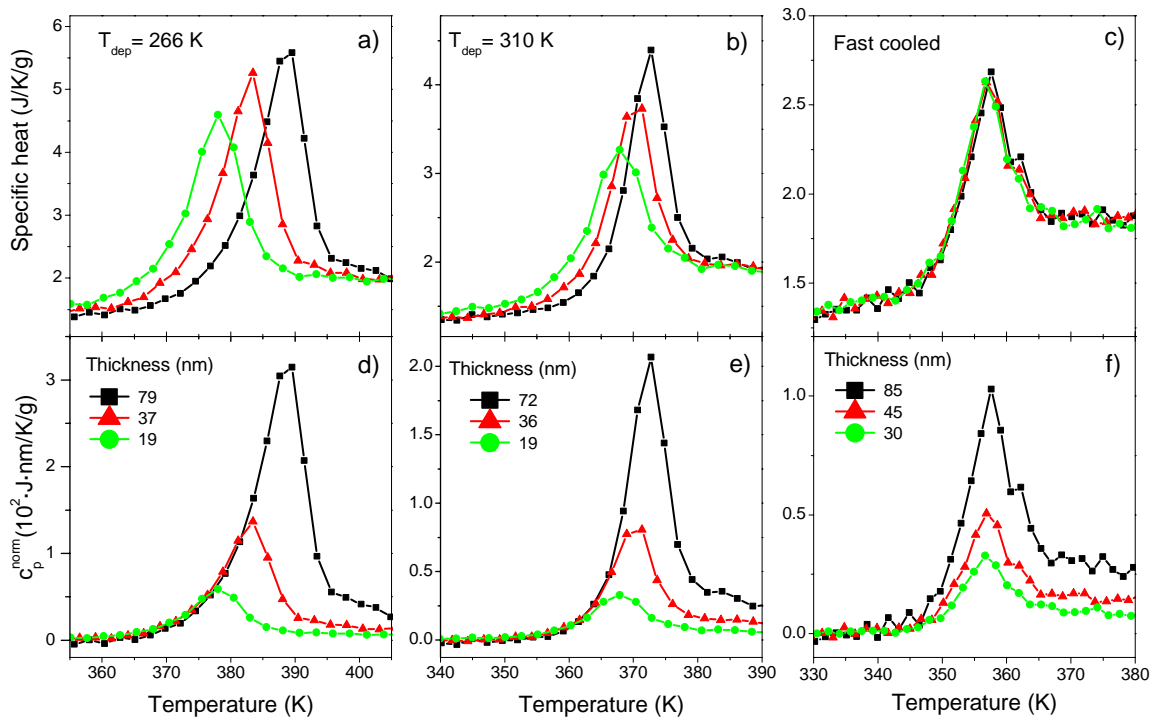 T_dep = 266 K
a)
T_dep = 310 K
b)
Fast cooled
c)
Specific heat (J/K/g)
5
4
3
2
4.0
3.0
2.0
3.0
2.5
2.0
1.5
Thickness (nm)
79
37
19
d)
Thickness (nm)
72
36
19
e)
Thickness (nm)
85
45
30
f)
c_p^norm (10²·J·nm/K/g)
3
2
1
0
2.0
1.5
1.0
0.5
0.0
1.0
0.5
0.0
360 370 380 390 400
340 350 360 370 380 390
330 340 350 360 370 380
Temperature (K)
Temperature (K)
Temperature (K)